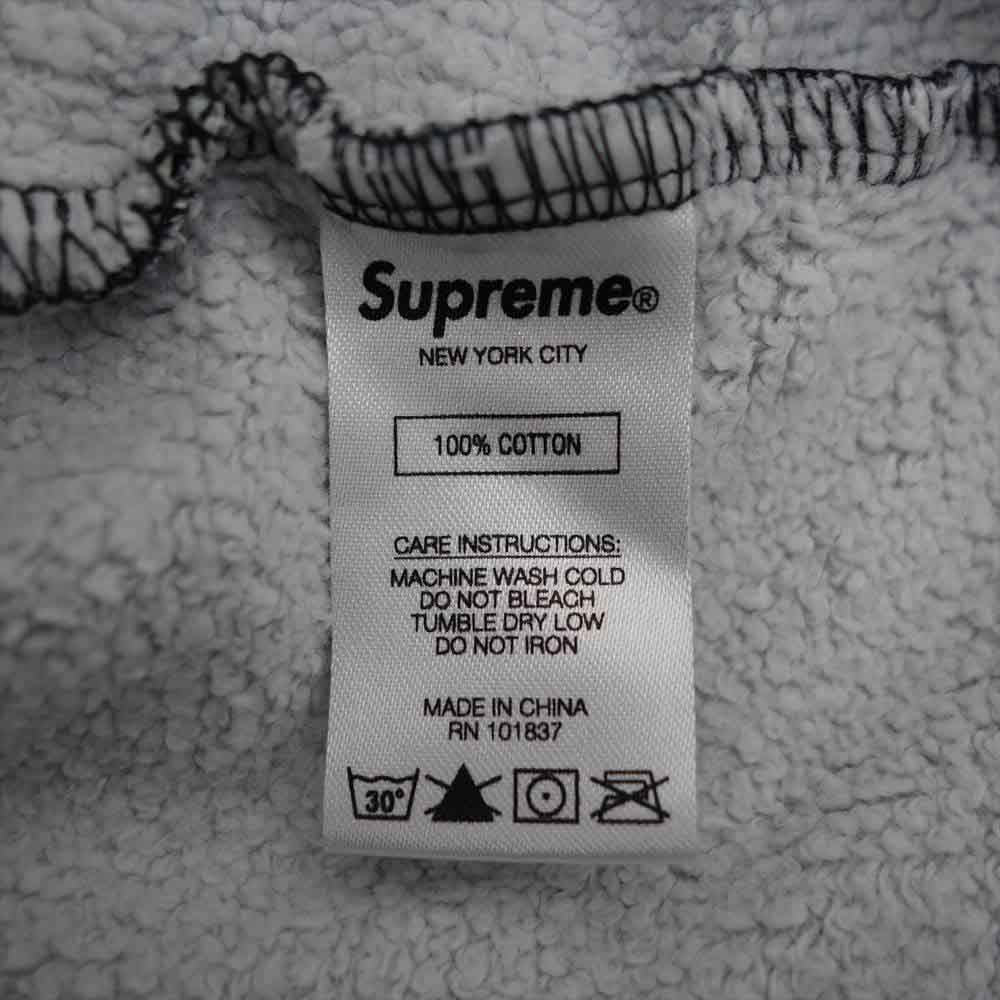 Supreme®
NEW YORK CITY
100% COTTON
CARE INSTRUCTIONS:
MACHINE WASH COLD
DO NOT BLEACH
TUMBLE DRY LOW
DO NOT IRON
MADE IN CHINA
RN 101837
30°